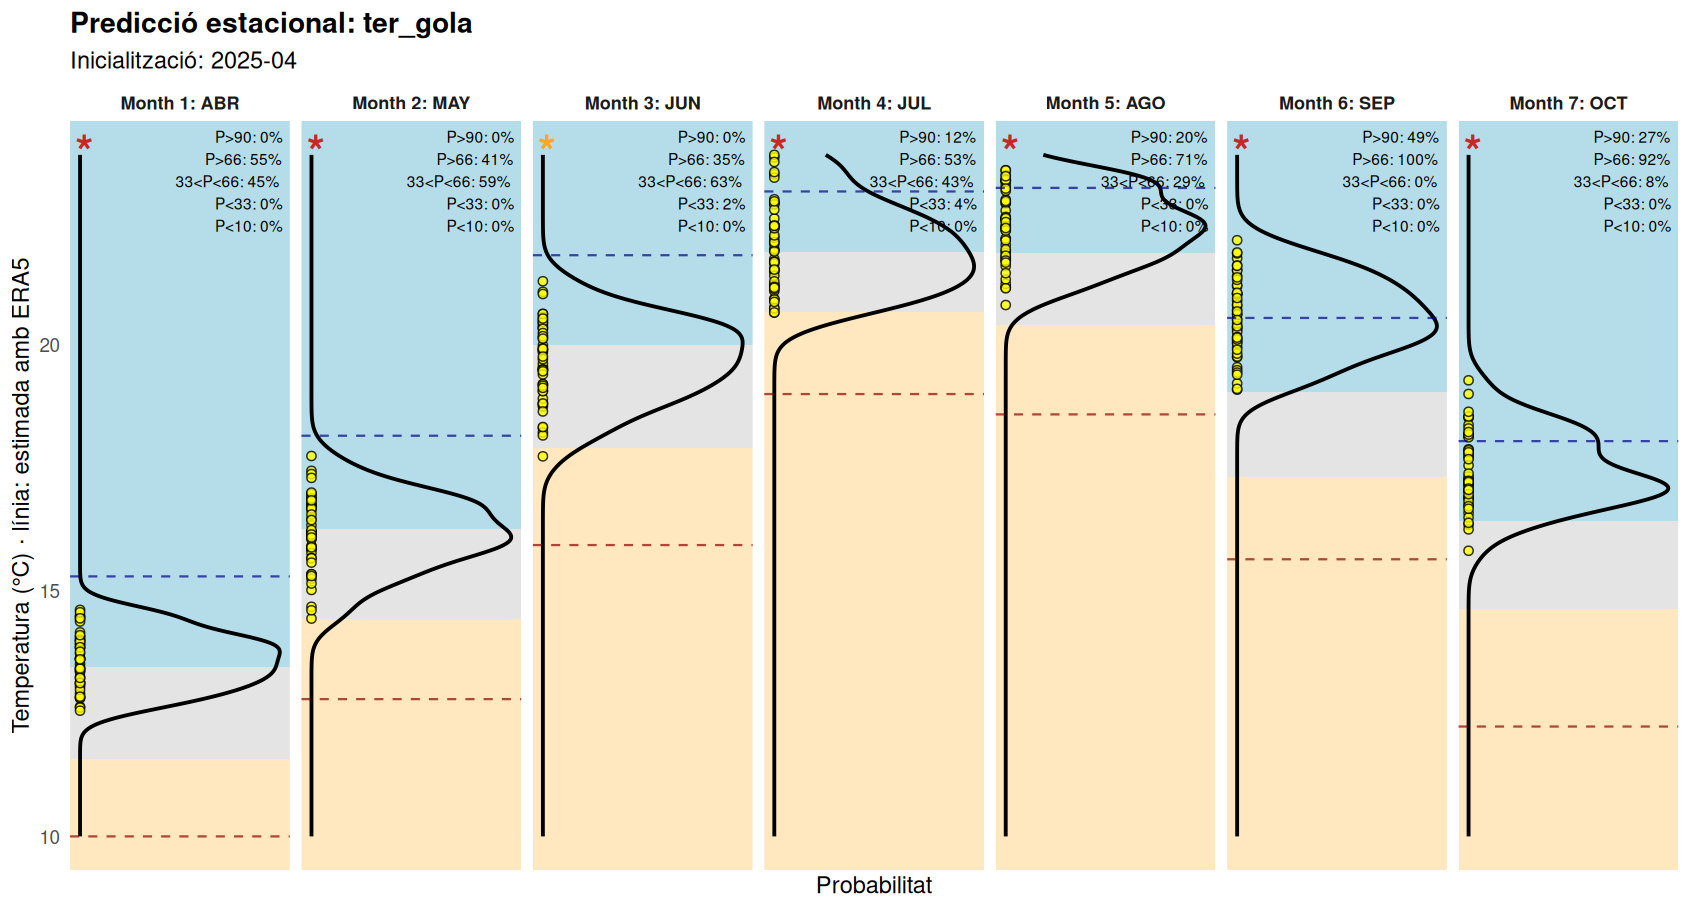 Predicció estacional: ter_gola
Inicialització: 2025-04
Month 1: ABR
Month 2: MAY
Month 3: JUN
Month 4: JUL
Month 5: AGO
Month 6: SEP
Month 7: OCT
*
P>90: 0%
P>66: 55%
33<P<66: 45%
P<33: 0%
P<10: 0%
*
P>90: 0%
P>66: 41%
33<P<66: 59%
P<33: 0%
P<10: 0%
*
P>90: 0%
P>66: 35%
33<P<66: 63%
P<33: 2%
P<10: 0%
*
P>90: 12%
P>66: 53%
33<P<66: 43%
P<33: 4%
P<10: 0%
*
P>90: 20%
P>66: 71%
33<P<66: 29%
P<33: 0%
P<10: 0%
*
P>90: 49%
P>66: 100%
33<P<66: 0%
P<33: 0%
P<10: 0%
*
P>90: 27%
P>66: 92%
33<P<66: 8%
P<33: 0%
P<10: 0%
Temperatura (°C) · línia: estimada amb ERA5
20
15
10
Probabilitat